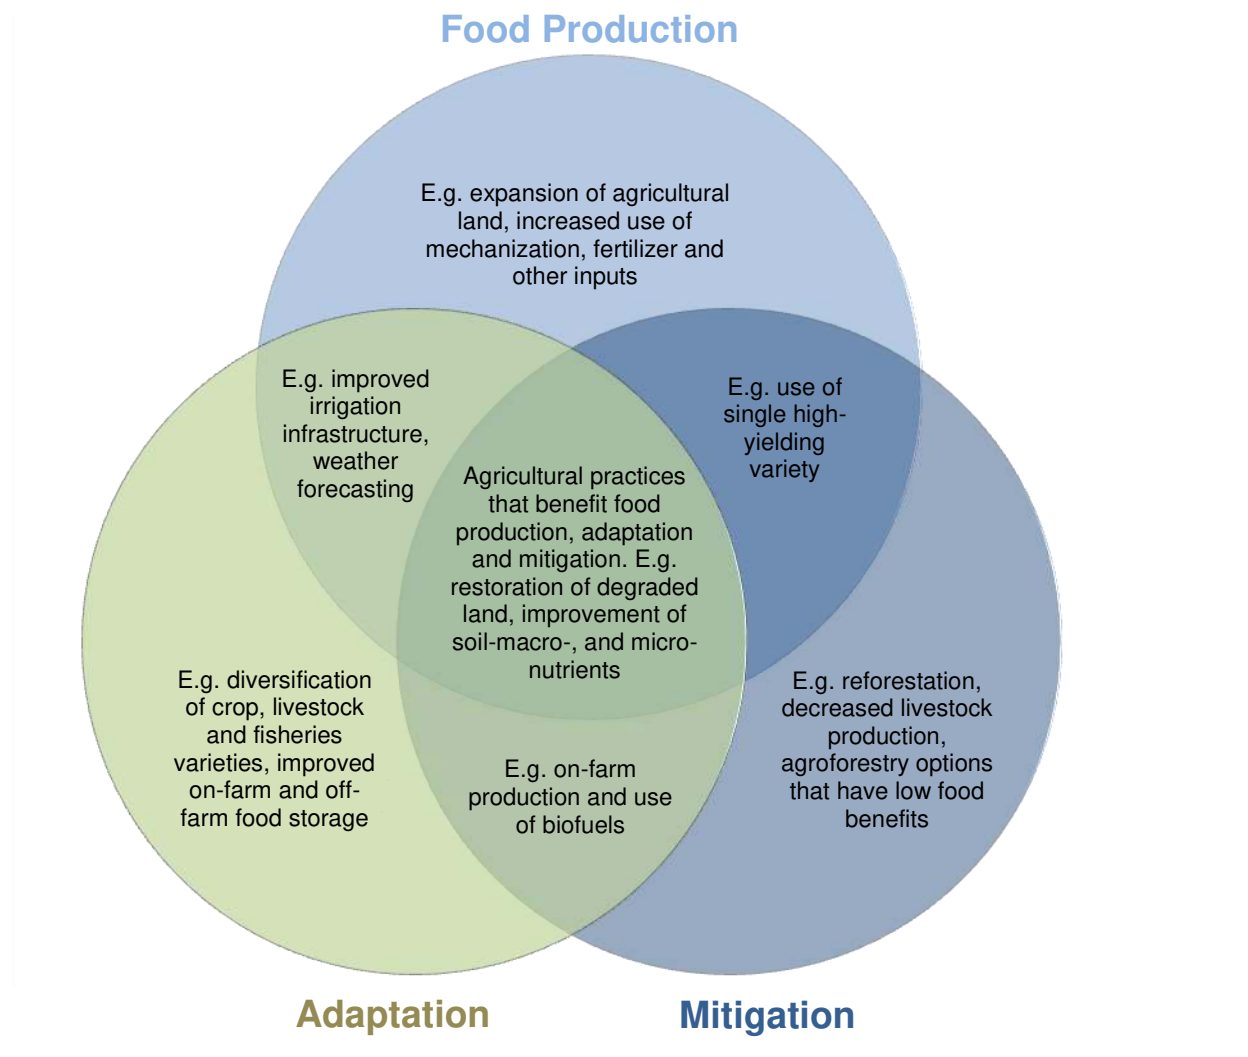 Food Production
E.g. expansion of agricultural
land, increased use of
mechanization, fertilizer and
other inputs
E.g. improved
irrigation
infrastructure,
weather
forecasting
E.g. use of
single high-
yielding
variety
Agricultural practices
that benefit food
production, adaptation
and mitigation. E.g.
restoration of degraded
land, improvement of
soil-macro-, and micro-
nutrients
E.g. diversification
of crop, livestock
and fisheries
varieties, improved
on-farm and off-
farm food storage
E.g. on-farm
production and use
of biofuels
E.g. reforestation,
decreased livestock
production,
agroforestry options
that have low food
benefits
Adaptation
Mitigation